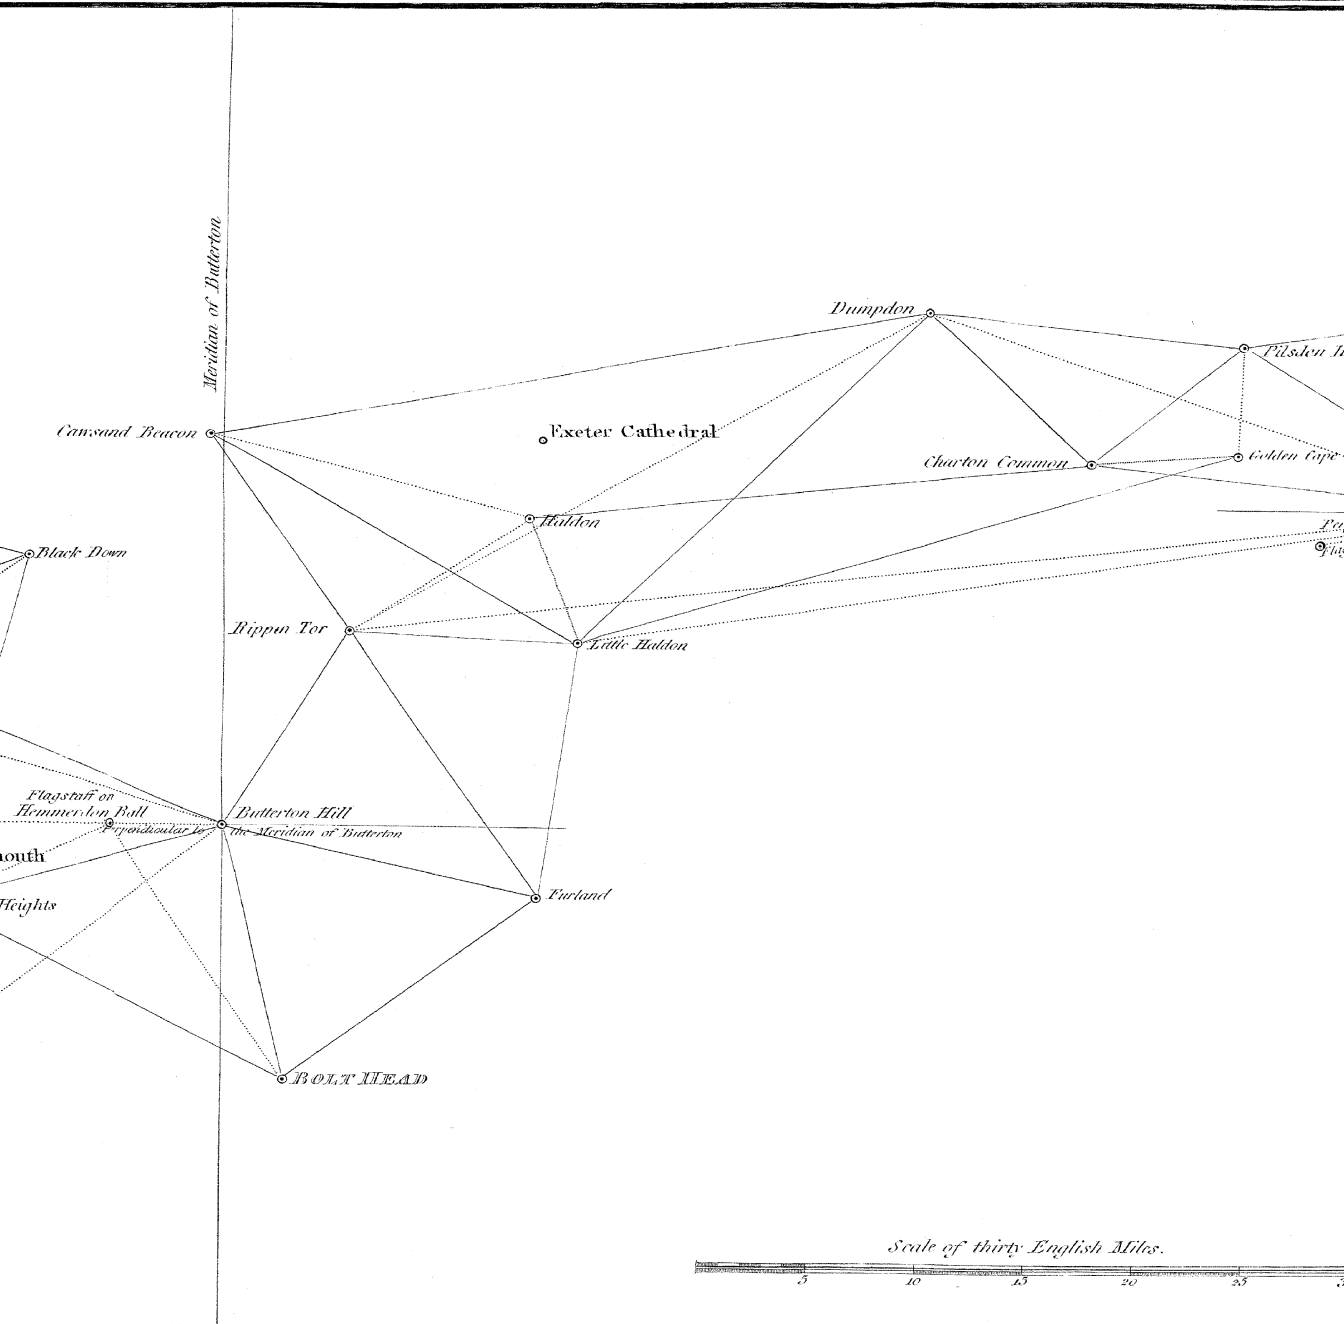 Meridian of Butterton
Dumpdon
Pilsden
Cawsand Beacon
Exeter Cathedral
Charton Common
Golden Cape
Haldon
Black Down
Rippin Tor
Little Haldon
Flagstaff on
Hemmerdon Ball
Butterton Hill
Perpendicular to the Meridian of Butterton
Heights
Furland
BOLT HEAD
Scale of thirty English Miles.
5 10 15 20 25